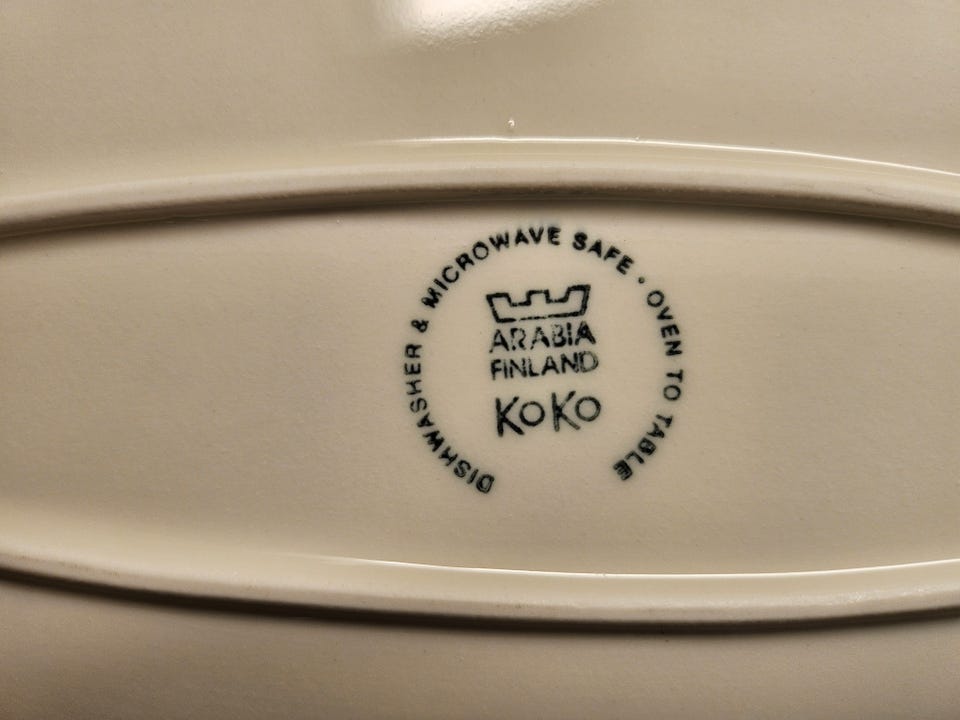 DISHWASHER & MICROWAVE SAFE · OVEN TO TABLE
ARABIA
FINLAND
KoKo